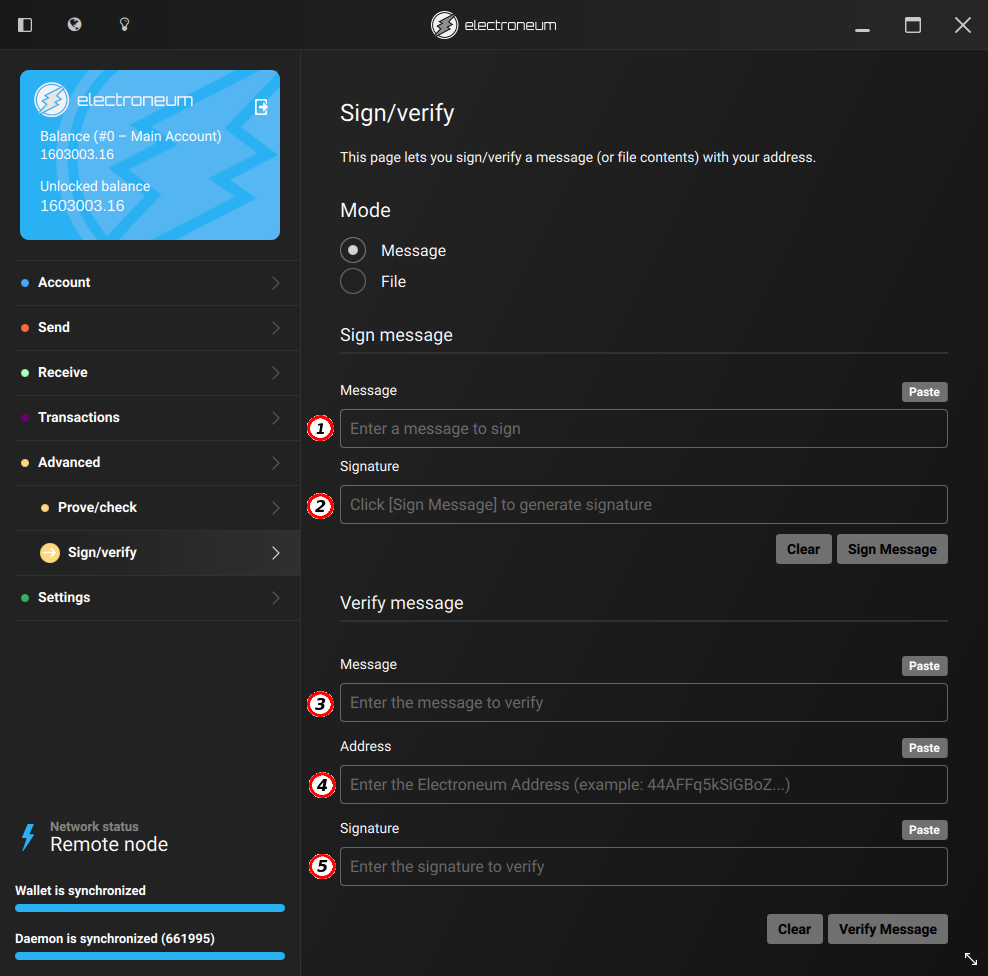 electroneum
electroneum
Balance (#0 – Main Account)
1603003.16
Unlocked balance
1603003.16
Account
Send
Receive
Transactions
Advanced
Prove/check
Sign/verify
Settings
Network status
Remote node
Wallet is synchronized
Daemon is synchronized (661995)
Sign/verify
This page lets you sign/verify a message (or file contents) with your address.
Mode
Message
File
Sign message
Message
Paste
1
Enter a message to sign
Signature
2
Click [Sign Message] to generate signature
Clear
Sign Message
Verify message
Message
Paste
3
Enter the message to verify
Address
Paste
4
Enter the Electroneum Address (example: 44AFFq5kSiGBoZ...)
Signature
Paste
5
Enter the signature to verify
Clear
Verify Message